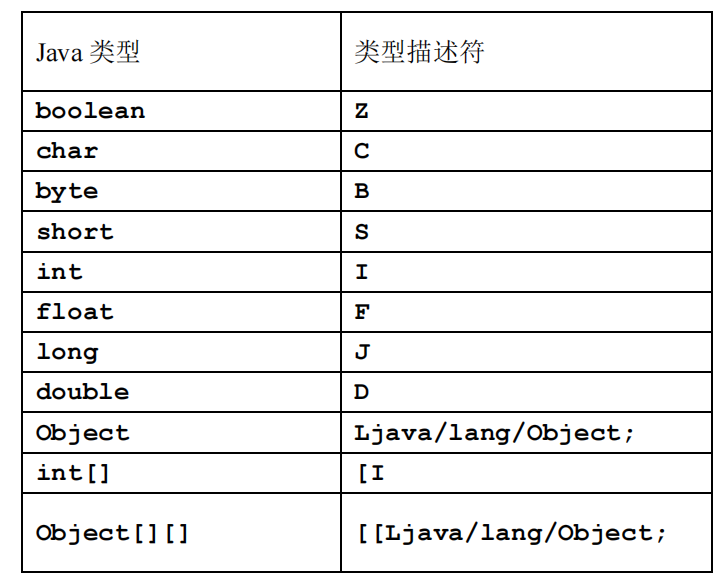 Java 类型 类型描述符
boolean Z
char C
byte B
short S
int I
float F
long J
double D
Object Ljava/lang/Object;
int[] [I
Object[][] [[Ljava/lang/Object;